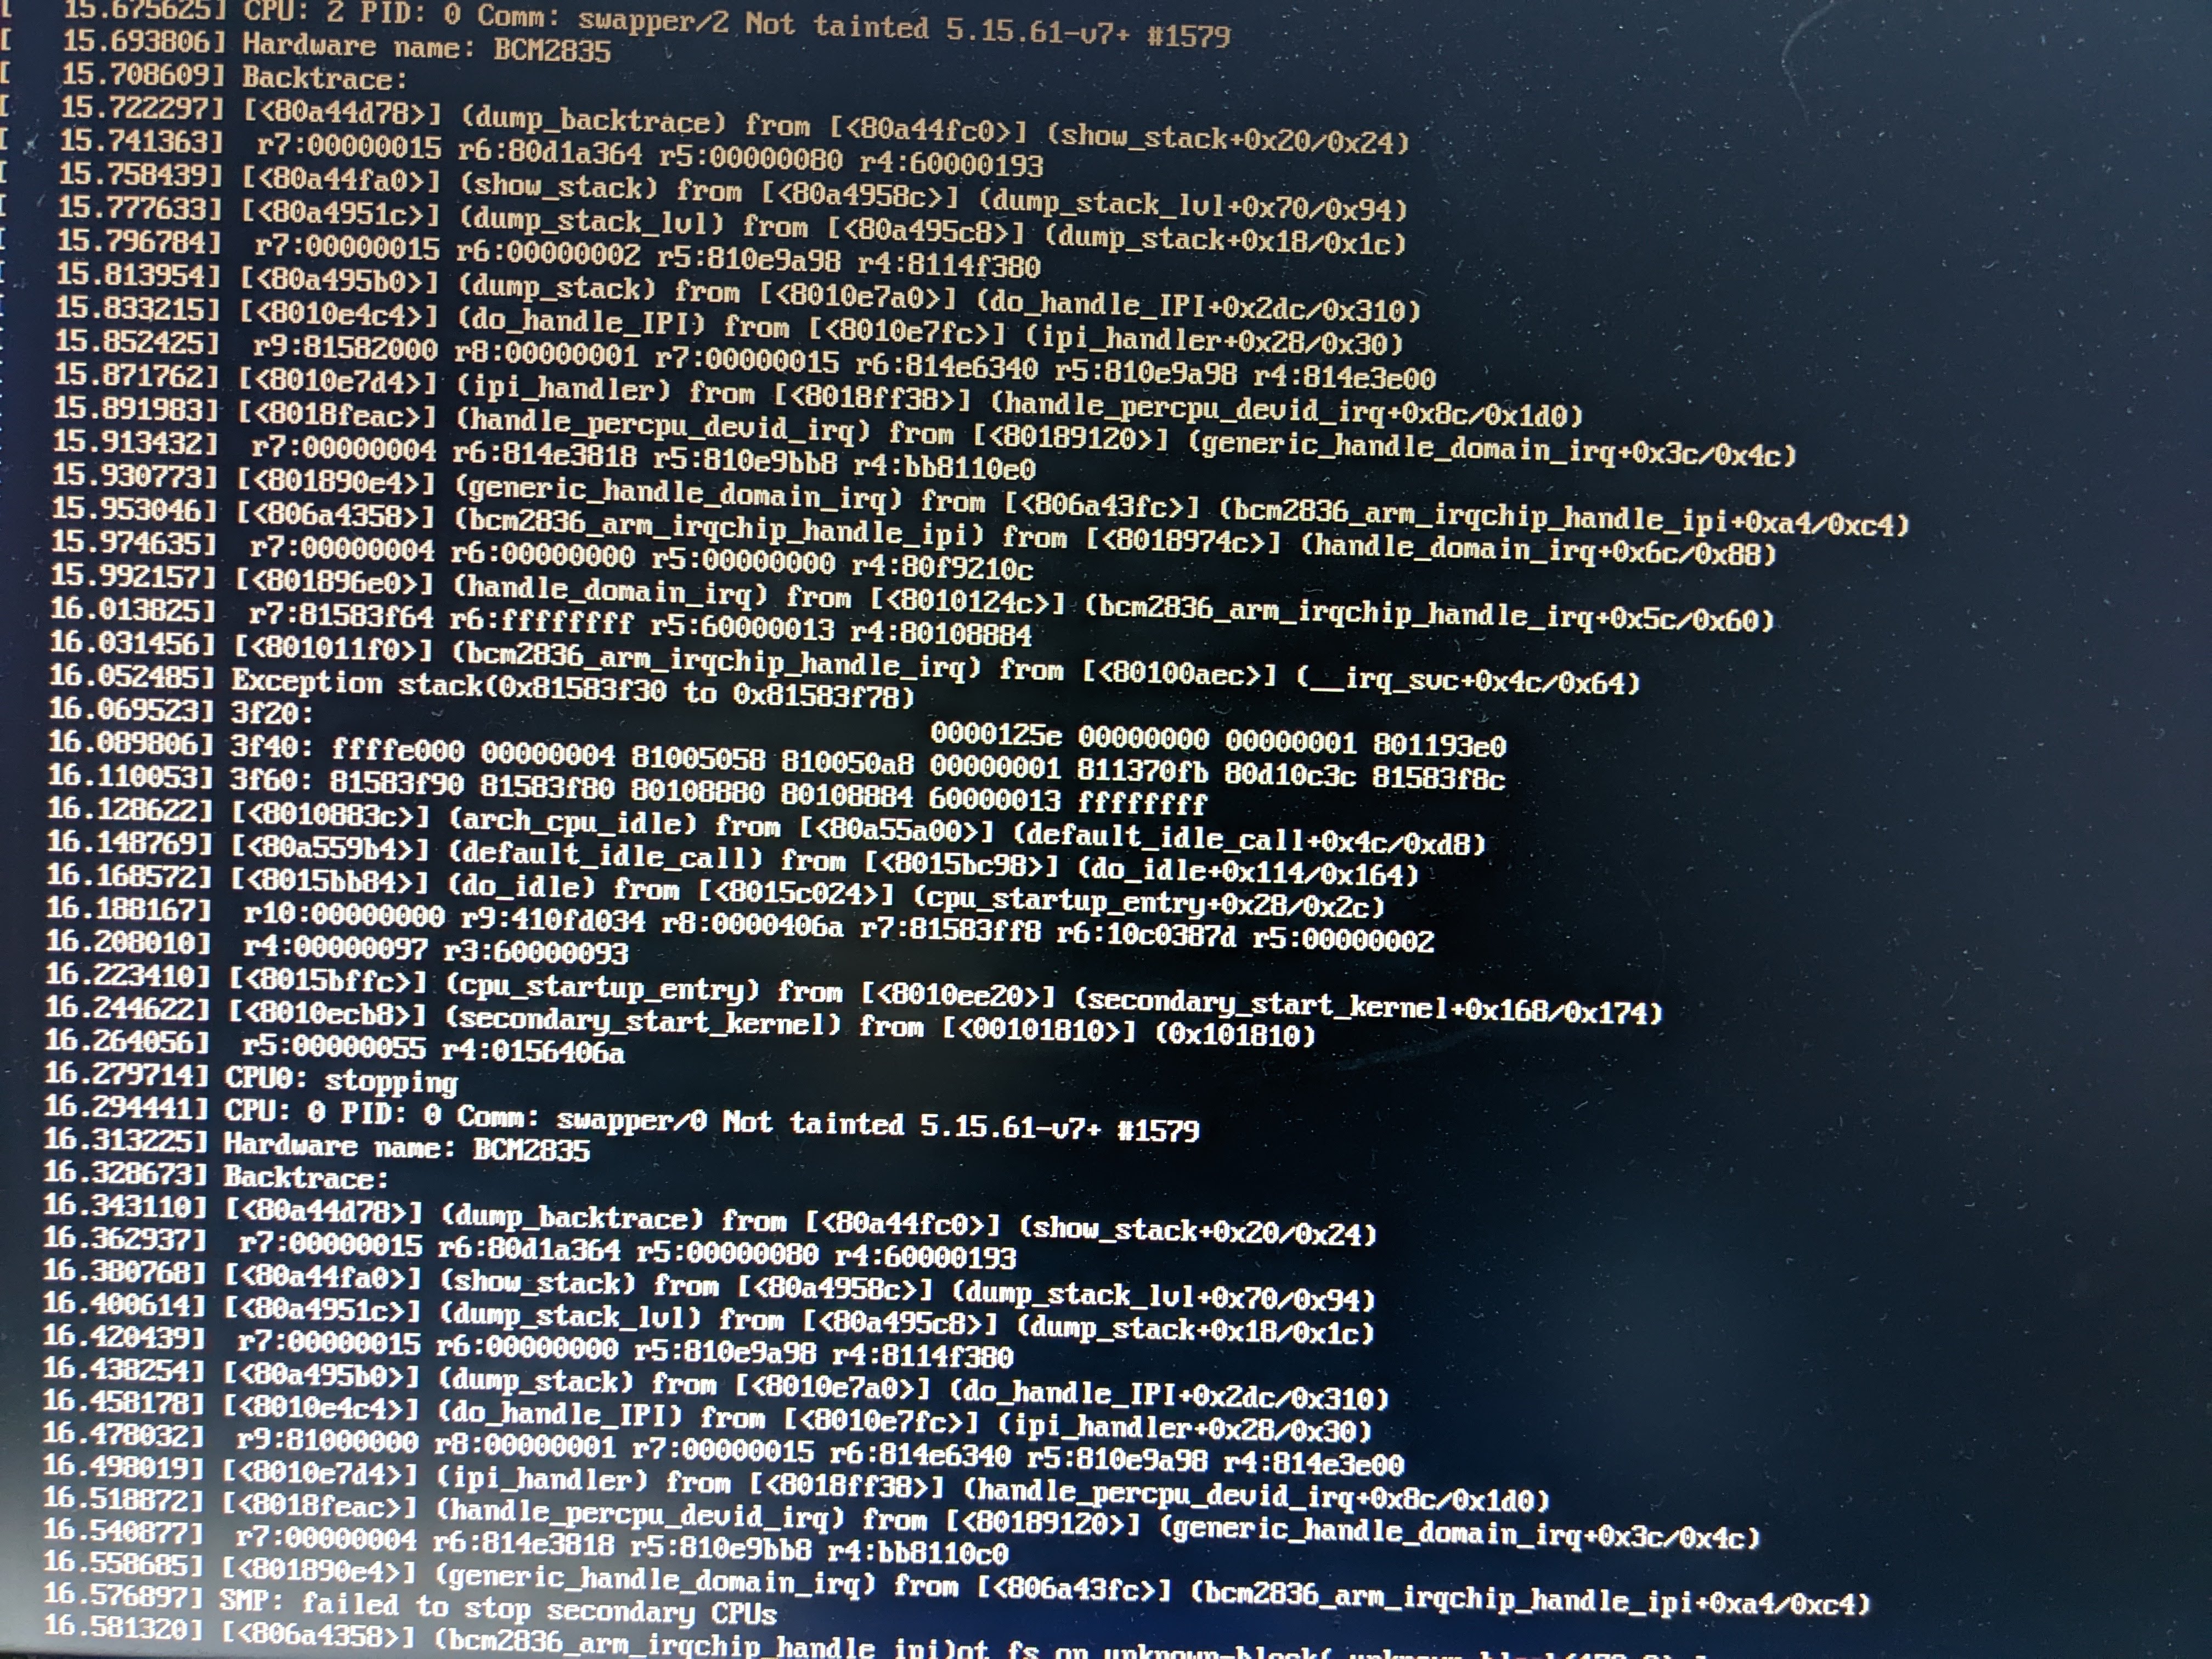 [ 15.675625] CPU: 2 PID: 0 Comm: swapper/2 Not tainted 5.15.61-v7+ #1579
[ 15.693806] Hardware name: BCM2835
[ 15.708609] Backtrace:
[ 15.722297] [<80a44d78>] (dump_backtrace) from [<80a44fc0>] (show_stack+0x20/0x24)
[ 15.741363] r7:00000015 r6:80d1a364 r5:00000080 r4:60000193
[ 15.758439] [<80a44fa0>] (show_stack) from [<80a4958c>] (dump_stack_lvl+0x70/0x94)
[ 15.777633] [<80a4951c>] (dump_stack_lvl) from [<80a495c8>] (dump_stack+0x18/0x1c)
[ 15.796784] r7:00000015 r6:00000002 r5:810e9a98 r4:8114f380
[ 15.813954] [<80a495b0>] (dump_stack) from [<8010e7a0>] (do_handle_IPI+0x2dc/0x310)
15.833215] [<8010e4c4>] (do_handle_IPI) from [<8010e7fc>] (ipi_handler+0x28/0x30)
15.852425] r9:81582000 r8:00000001 r7:00000015 r6:814e6340 r5:810e9a98 r4:814e3e00
15.871762] [<8010e7d4>] (ipi_handler) from [<8018ff38>] (handle_percpu_devid_irq+0x8c/0x1d0)
15.891983] [<8018feac>] (handle_percpu_devid_irq) from [<80189120>] (generic_handle_domain_irq+0x3c/0x4c)
15.913432] r7:00000004 r6:814e3818 r5:810e9bb8 r4:bb8110e0
15.930773] [<801890e4>] (generic_handle_domain_irq) from [<806a43fc>] (bcm2836_arm_irqchip_handle_ipi+0xa4/0xc4)
15.953046] [<806a4358>] (bcm2836_arm_irqchip_handle_ipi) from [<8018974c>] (handle_domain_irq+0x6c/0x88)
15.974635] r7:00000004 r6:00000000 r5:00000000 r4:80f9210c
15.992157] [<801896e0>] (handle_domain_irq) from [<8010124c>] (bcm2836_arm_irqchip_handle_irq+0x5c/0x60)
16.013825] r7:81583f64 r6:ffffffff r5:60000013 r4:80108884
16.031456] [<801011f0>] (bcm2836_arm_irqchip_handle_irq) from [<80100aec>] (__irq_svc+0x4c/0x64)
16.052485] Exception stack(0x81583f30 to 0x81583f78)
16.069523] 3f20: 0000125e 00000000 00000001 801193e0
16.089806] 3f40: ffffe000 00000004 81005058 810050a8 00000001 811370fb 80d10c3c 81583f8c
16.110053] 3f60: 81583f90 81583f80 80108880 80108884 60000013 ffffffff
16.128622] [<8010883c>] (arch_cpu_idle) from [<80a55a00>] (default_idle_call+0x4c/0xd8)
16.148769] [<80a559b4>] (default_idle_call) from [<8015bc98>] (do_idle+0x114/0x164)
16.168572] [<8015bb84>] (do_idle) from [<8015c024>] (cpu_startup_entry+0x28/0x2c)
16.188167] r10:00000000 r9:410fd034 r8:0000406a r7:81583ff8 r6:10c0387d r5:00000002
16.208010] r4:00000097 r3:60000093
16.223410] [<8015bffc>] (cpu_startup_entry) from [<8010ee20>] (secondary_start_kernel+0x168/0x174)
16.244622] [<8010ecb8>] (secondary_start_kernel) from [<00101810>] (0x101810)
16.264056] r5:00000055 r4:0156406a
16.279714] CPU0: stopping
16.294441] CPU: 0 PID: 0 Comm: swapper/0 Not tainted 5.15.61-v7+ #1579
16.313225] Hardware name: BCM2835
16.328673] Backtrace:
16.343110] [<80a44d78>] (dump_backtrace) from [<80a44fc0>] (show_stack+0x20/0x24)
16.362937] r7:00000015 r6:80d1a364 r5:00000080 r4:60000193
16.380768] [<80a44fa0>] (show_stack) from [<80a4958c>] (dump_stack_lvl+0x70/0x94)
16.400614] [<80a4951c>] (dump_stack_lvl) from [<80a495c8>] (dump_stack+0x18/0x1c)
16.420439] r7:00000015 r6:00000000 r5:810e9a98 r4:8114f380
16.438254] [<80a495b0>] (dump_stack) from [<8010e7a0>] (do_handle_IPI+0x2dc/0x310)
16.458178] [<8010e4c4>] (do_handle_IPI) from [<8010e7fc>] (ipi_handler+0x28/0x30)
16.478032] r9:81000000 r8:00000001 r7:00000015 r6:814e6340 r5:810e9a98 r4:814e3e00
16.498019] [<8010e7d4>] (ipi_handler) from [<8018ff38>] (handle_percpu_devid_irq+0x8c/0x1d0)
16.518872] [<8018feac>] (handle_percpu_devid_irq) from [<80189120>] (generic_handle_domain_irq+0x3c/0x4c)
16.540877] r7:00000004 r6:814e3818 r5:810e9bb8 r4:bb8110c0
16.558685] [<801890e4>] (generic_handle_domain_irq) from [<806a43fc>] (bcm2836_arm_irqchip_handle_ipi+0xa4/0xc4)
16.576897] SMP: failed to stop secondary CPUs
16.581320] [<806a4358>] (bcm2836_arm_irqchip_handle_ipi)ot fs on unknown-block(